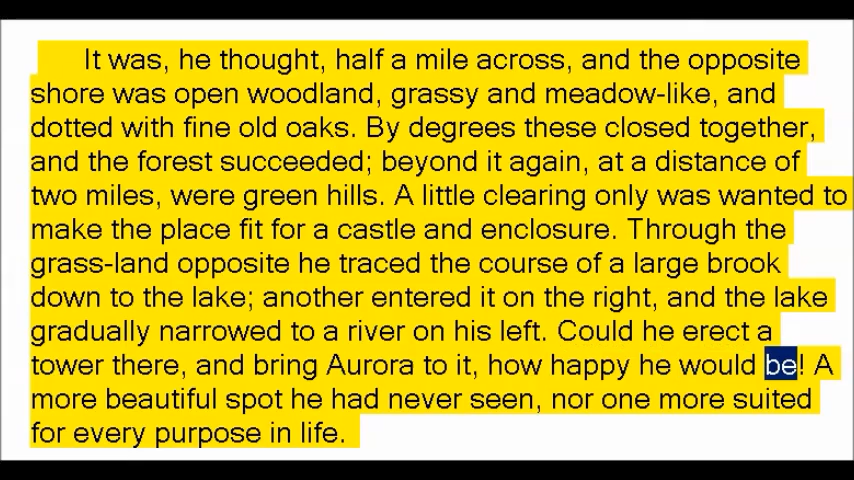 It was, he thought, half a mile across, and the opposite
shore was open woodland, grassy and meadow-like, and
dotted with fine old oaks. By degrees these closed together,
and the forest succeeded; beyond it again, at a distance of
two miles, were green hills. A little clearing only was wanted to
make the place fit for a castle and enclosure. Through the
grass-land opposite he traced the course of a large brook
down to the lake; another entered it on the right, and the lake
gradually narrowed to a river on his left. Could he erect a
tower there, and bring Aurora to it, how happy he would be! A
more beautiful spot he had never seen, nor one more suited
for every purpose in life.